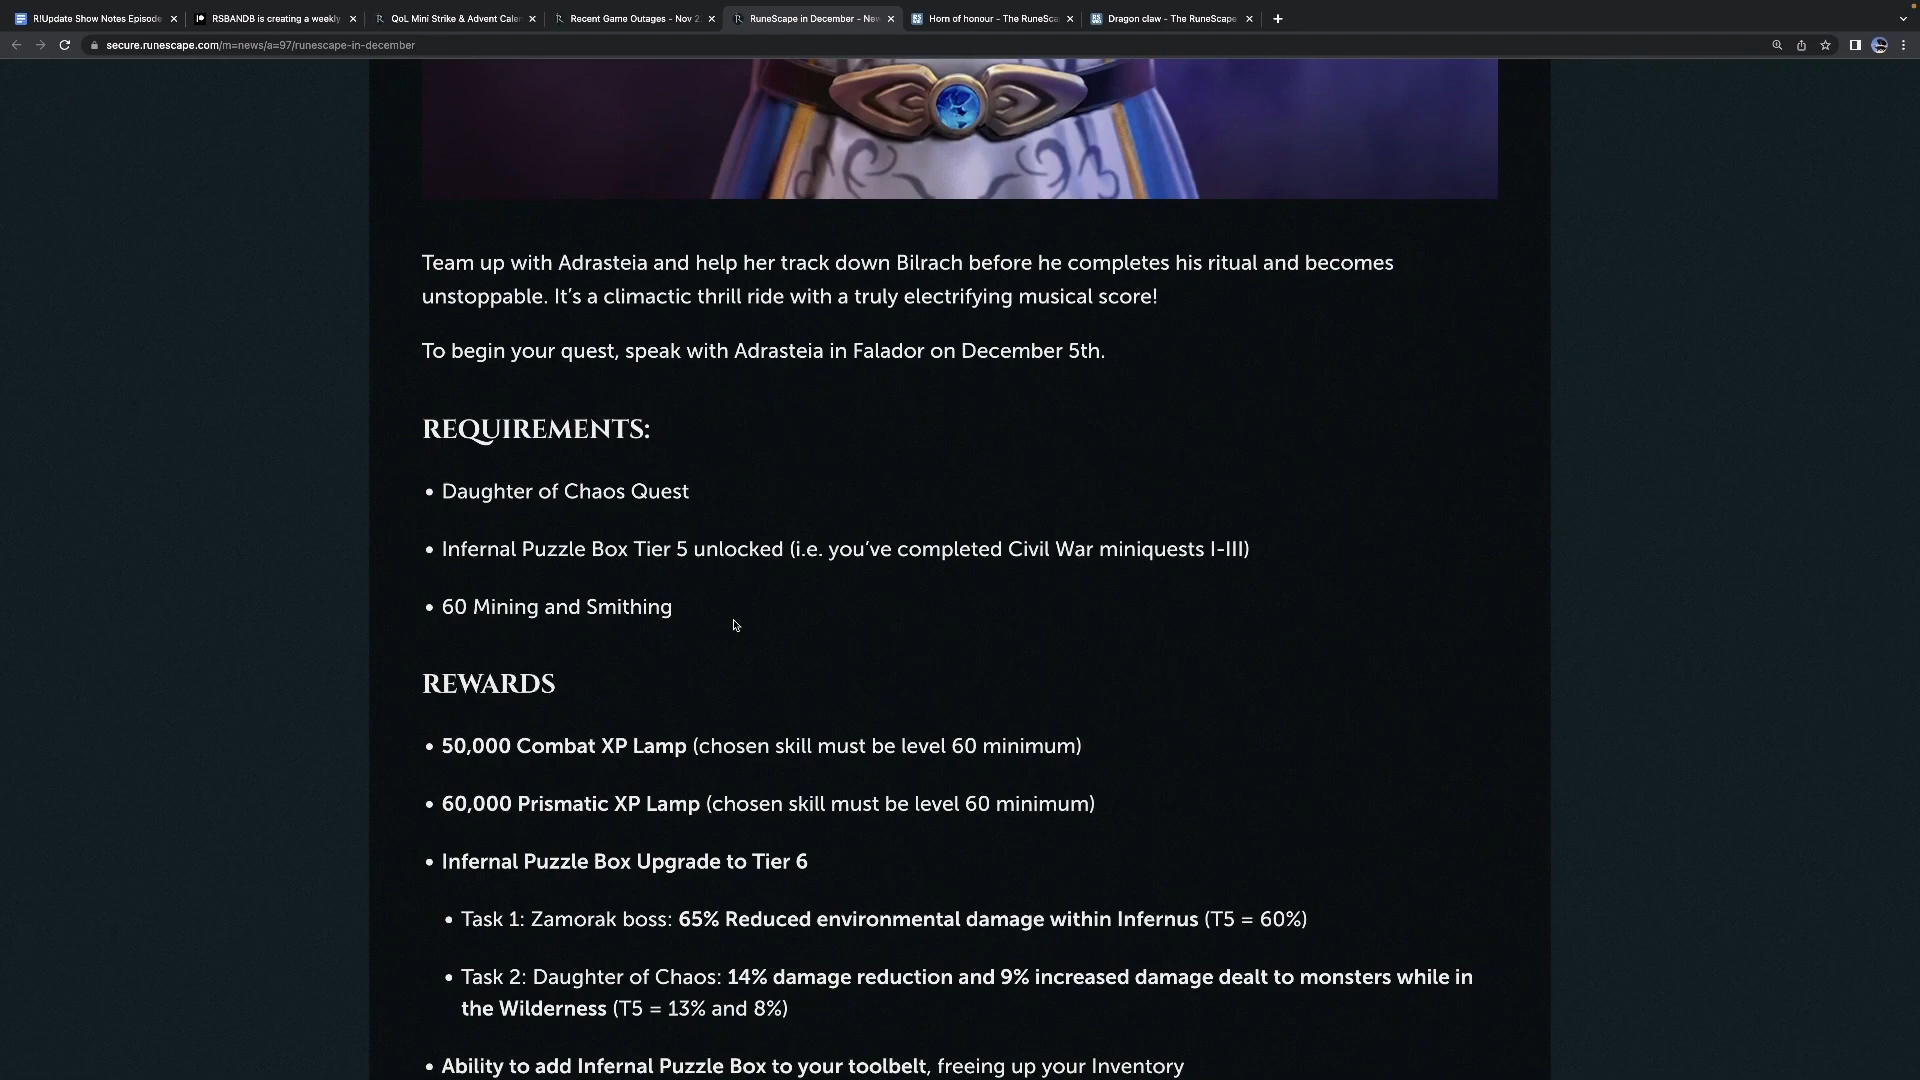 R!Update Show Notes Episode
RSBANDB is creating a weekly
QoL Mini Strike & Advent Caler
Recent Game Outages - Nov 2
RuneScape in December - New
Horn of honour - The RuneSca
Dragon claw - The RuneScape
secure.runescape.com/m=news/a=97/runescape-in-december
Team up with Adrasteia and help her track down Bilrach before he completes his ritual and becomes
unstoppable. It's a climactic thrill ride with a truly electrifying musical score!
To begin your quest, speak with Adrasteia in Falador on December 5th.
REQUIREMENTS:
• Daughter of Chaos Quest
• Infernal Puzzle Box Tier 5 unlocked (i.e. you've completed Civil War miniquests I-III)
• 60 Mining and Smithing
REWARDS
• 50,000 Combat XP Lamp (chosen skill must be level 60 minimum)
• 60,000 Prismatic XP Lamp (chosen skill must be level 60 minimum)
• Infernal Puzzle Box Upgrade to Tier 6
• Task 1: Zamorak boss: 65% Reduced environmental damage within Infernus (T5 = 60%)
• Task 2: Daughter of Chaos: 14% damage reduction and 9% increased damage dealt to monsters while in
the Wilderness (T5 = 13% and 8%)
• Ability to add Infernal Puzzle Box to your toolbelt, freeing up your Inventory